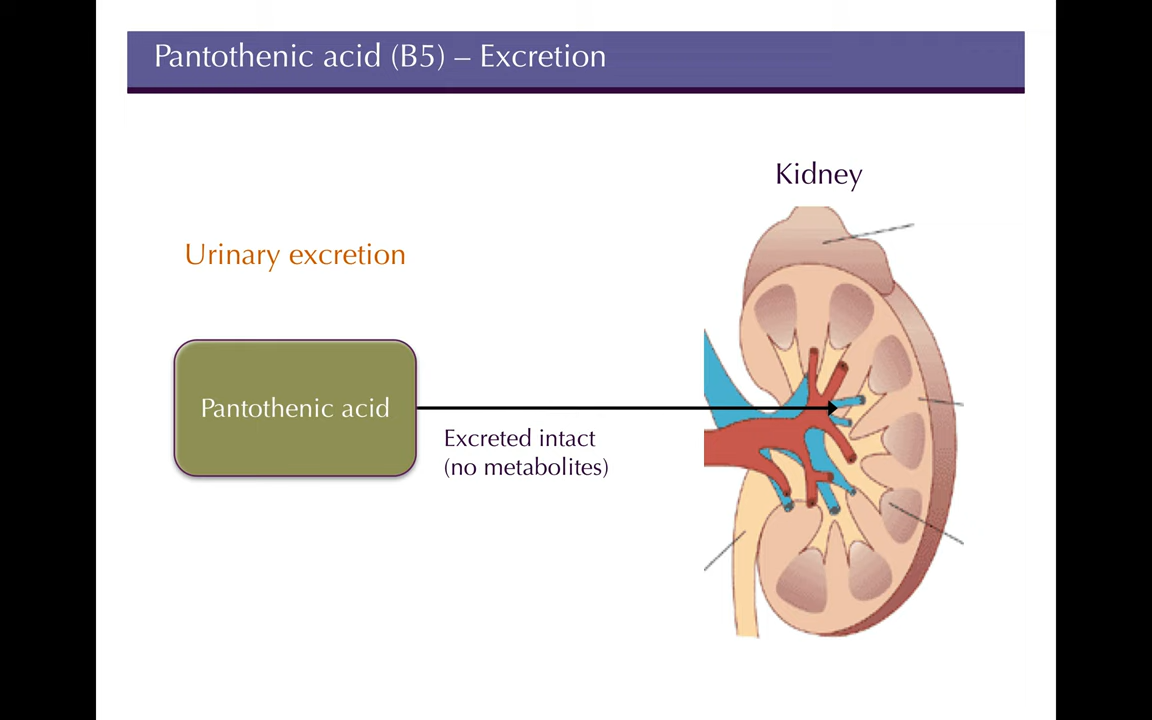 Pantothenic acid (B5) – Excretion
Kidney
Urinary excretion
Pantothenic acid
Excreted intact
(no metabolites)